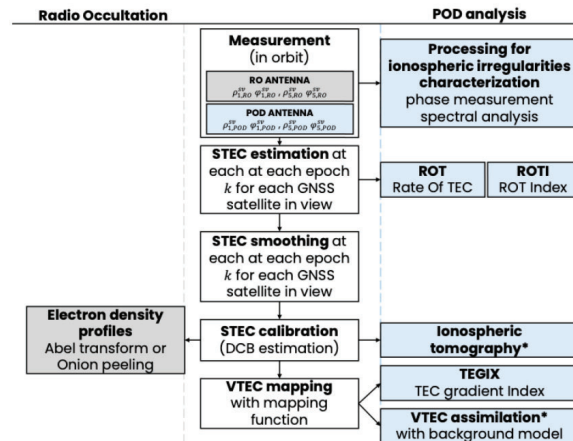 Radio Occultation
POD analysis
Measurement
(in orbit)
RO ANTENNA
ρ^{sv}_{1,RO} φ^{sv}_{1,RO}, ρ^{sv}_{5,RO} φ^{sv}_{5,RO}
POD ANTENNA
ρ^{sv}_{1,POD} φ^{sv}_{1,POD}, ρ^{sv}_{5,POD} φ^{sv}_{5,POD}
Processing for
ionospheric irregularities
characterization
phase measurement
spectral analysis
STEC estimation at
each at each epoch
k for each GNSS
satellite in view
ROT
Rate Of TEC
ROTI
ROT Index
STEC smoothing at
each at each epoch
k for each GNSS
satellite in view
Electron density
profiles
Abel transform or
Onion peeling
STEC calibration
(DCB estimation)
Ionospheric
tomography*
VTEC mapping
with mapping
function
TEGIX
TEC gradient Index
VTEC assimilation*
with background model